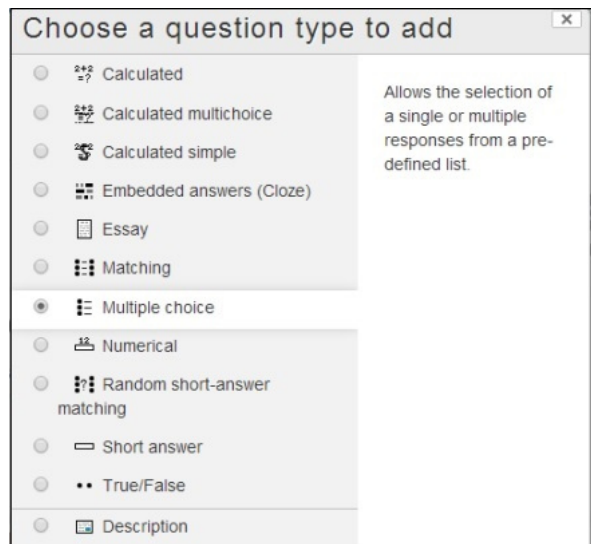 Choose a question type to add
Calculated
Calculated multichoice
Calculated simple
Embedded answers (Cloze)
Essay
Matching
Multiple choice
Numerical
Random short-answer
matching
Short answer
True/False
Description
Allows the selection of
a single or multiple
responses from a pre-
defined list.